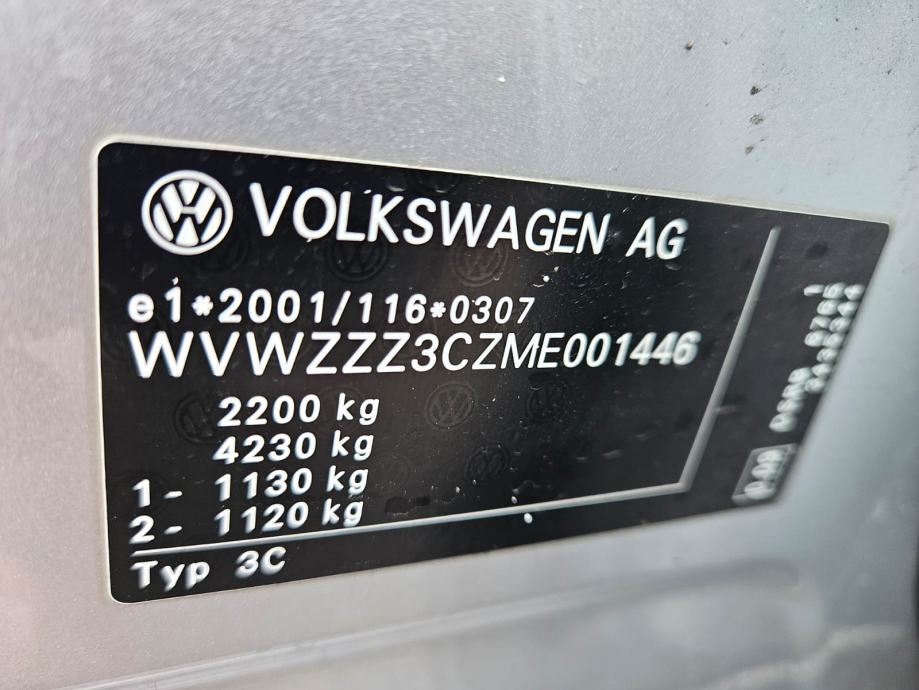 VOLKSWAGEN AG
e1*2001/116*0307
WVWZZZ3CZME001446
2200 kg
4230 kg
1- 1130 kg
2- 1120 kg
Typ 3C